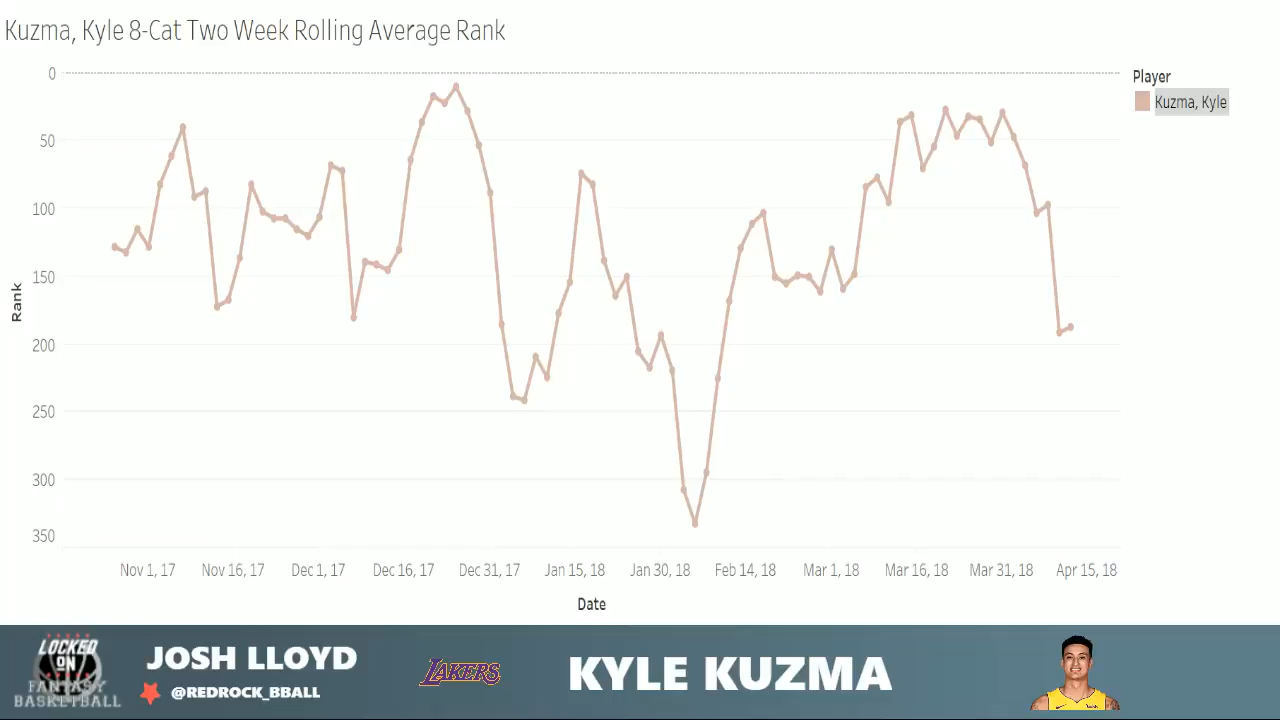 Kuzma, Kyle 8-Cat Two Week Rolling Average Rank
Player
Kuzma, Kyle
0
50
100
150
200
250
300
350
Rank
Nov 1, 17 Nov 16, 17 Dec 1, 17 Dec 16, 17 Dec 31, 17 Jan 15, 18 Jan 30, 18 Feb 14, 18 Mar 1, 18 Mar 16, 18 Mar 31, 18 Apr 15, 18
Date
LOCKED
ON
FANTASY
BASKETBALL
JOSH LLOYD
@REDROCK_BBALL
LAKERS
KYLE KUZMA